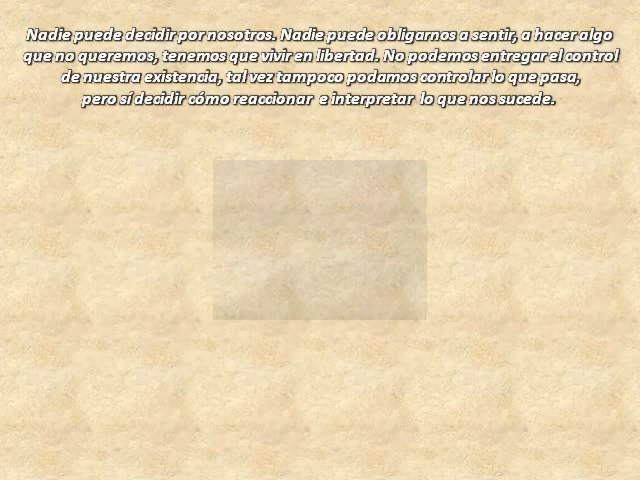 Nadie puede decidir por nosotros. Nadie puede obligarnos a sentir, a hacer algo
que no queremos, tenemos que vivir en libertad. No podemos entregar el control
de nuestra existencia, tal vez tampoco podamos controlar lo que pasa,
pero sí decidir cómo reaccionar e interpretar lo que nos sucede.